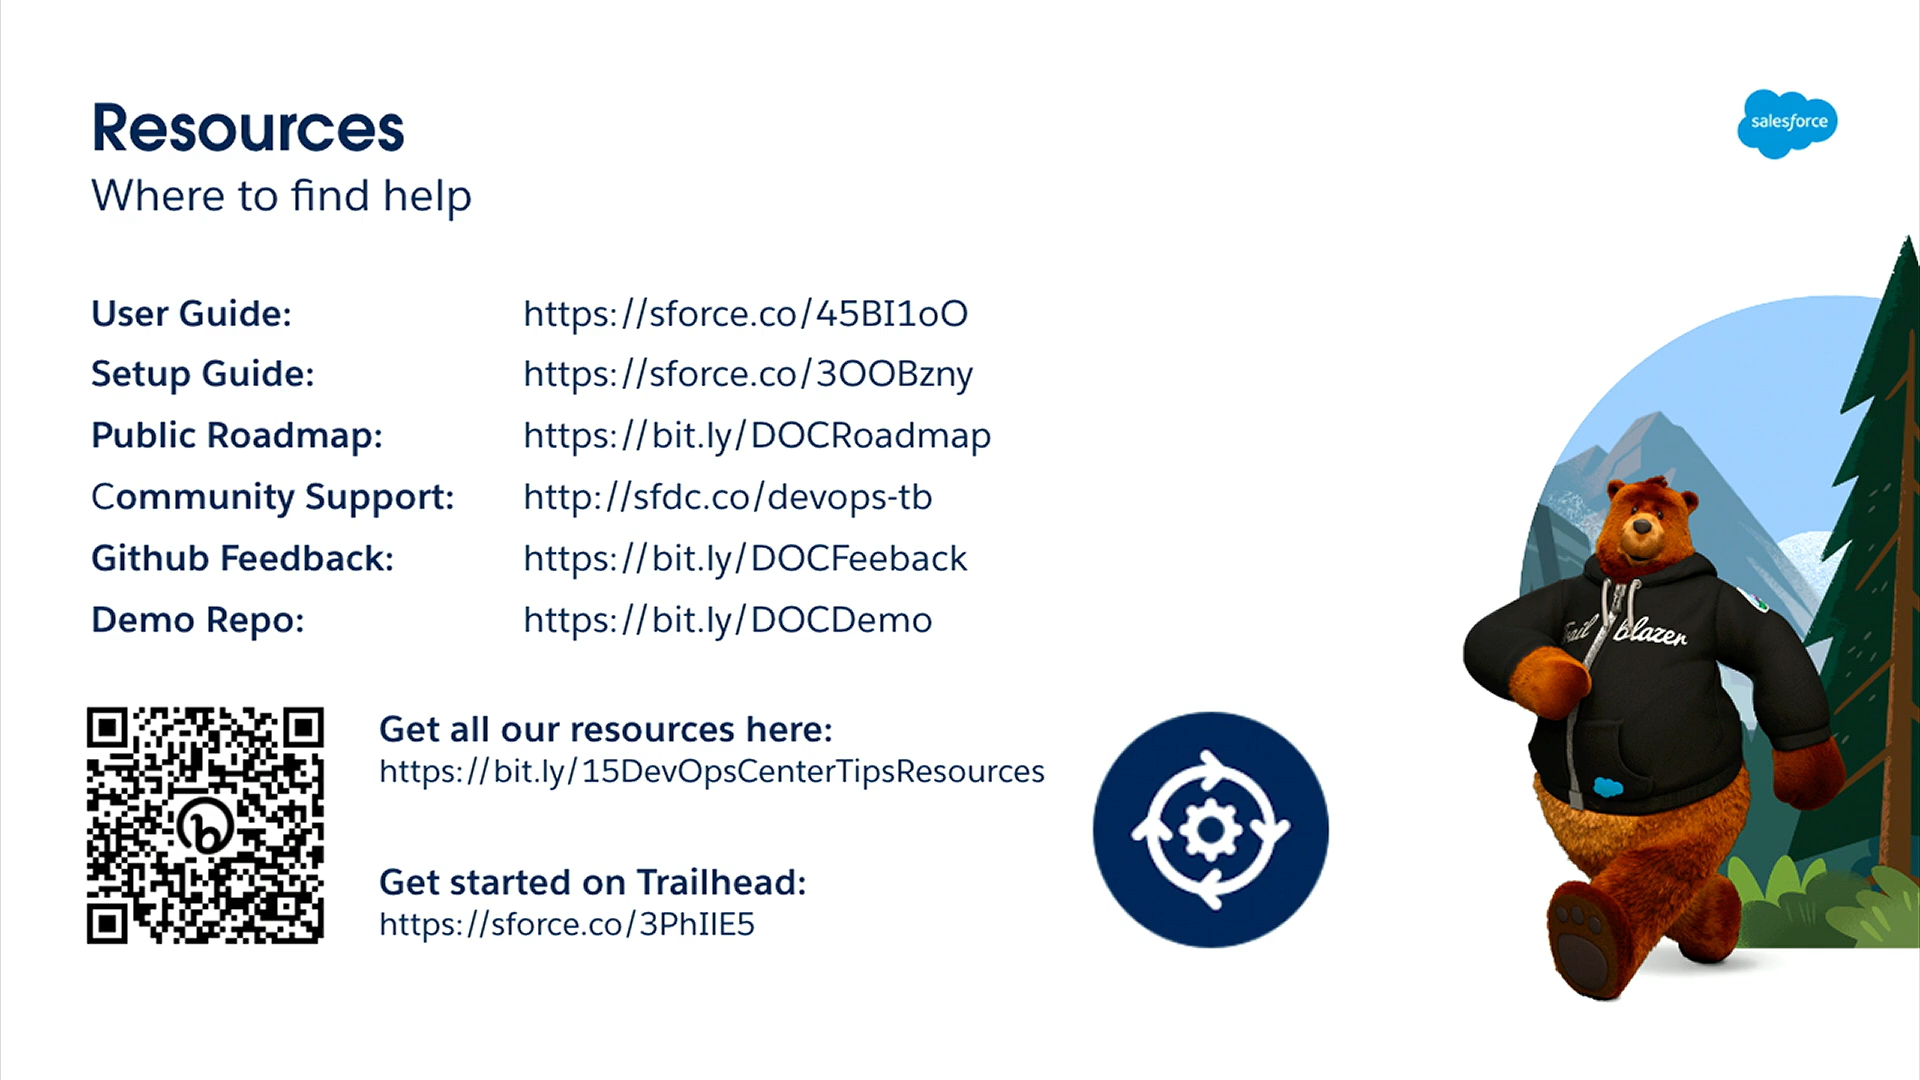 Resources
Where to find help
salesforce
User Guide: https://sforce.co/45BI1oO
Setup Guide: https://sforce.co/3OOBzny
Public Roadmap: https://bit.ly/DOCRoadmap
Community Support: http://sfdc.co/devops-tb
Github Feedback: https://bit.ly/DOCFeeback
Demo Repo: https://bit.ly/DOCDemo
Trail blazer
Get all our resources here:
https://bit.ly/15DevOpsCenterTipsResources
Get started on Trailhead:
https://sforce.co/3PhIlE5